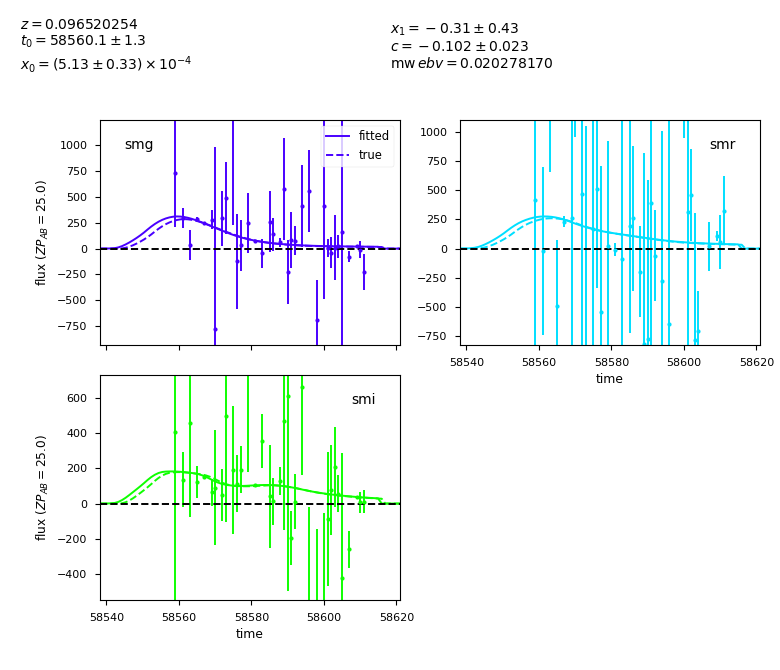 z = 0.096520254
t₀ = 58560.1 ± 1.3
x₀ = (5.13 ± 0.33) × 10⁻⁴
x₁ = −0.31 ± 0.43
c = −0.102 ± 0.023
mw ebv = 0.020278170
smg
fitted
true
1000
750
500
250
0
−250
−500
−750
flux (ZP_AB = 25.0)
smr
1000
750
500
250
0
−250
−500
−750
58540 58560 58580 58600 58620
time
smi
600
400
200
0
−200
−400
flux (ZP_AB = 25.0)
58540 58560 58580 58600 58620
time